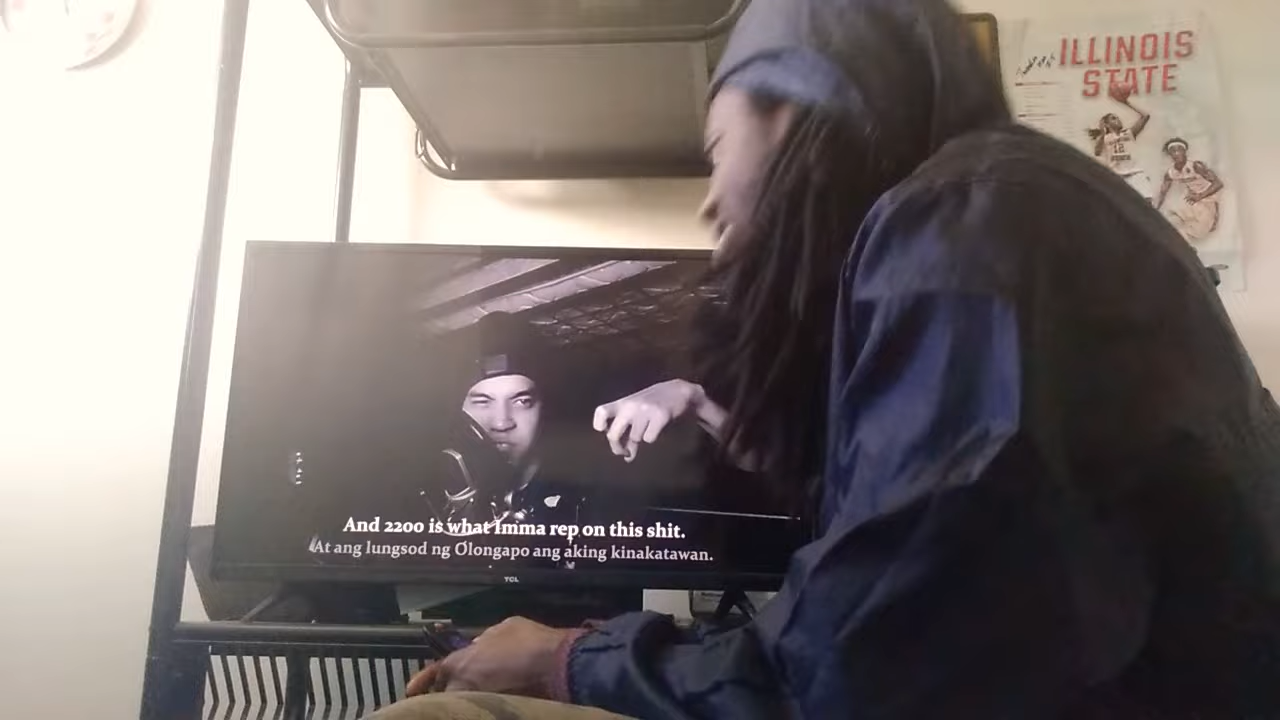 ILLINOIS
STATE
12
And 2200 is what Imma rep on this shit.
At ang lungsod ng Olongapo ang aking kinakatawan.
TCL